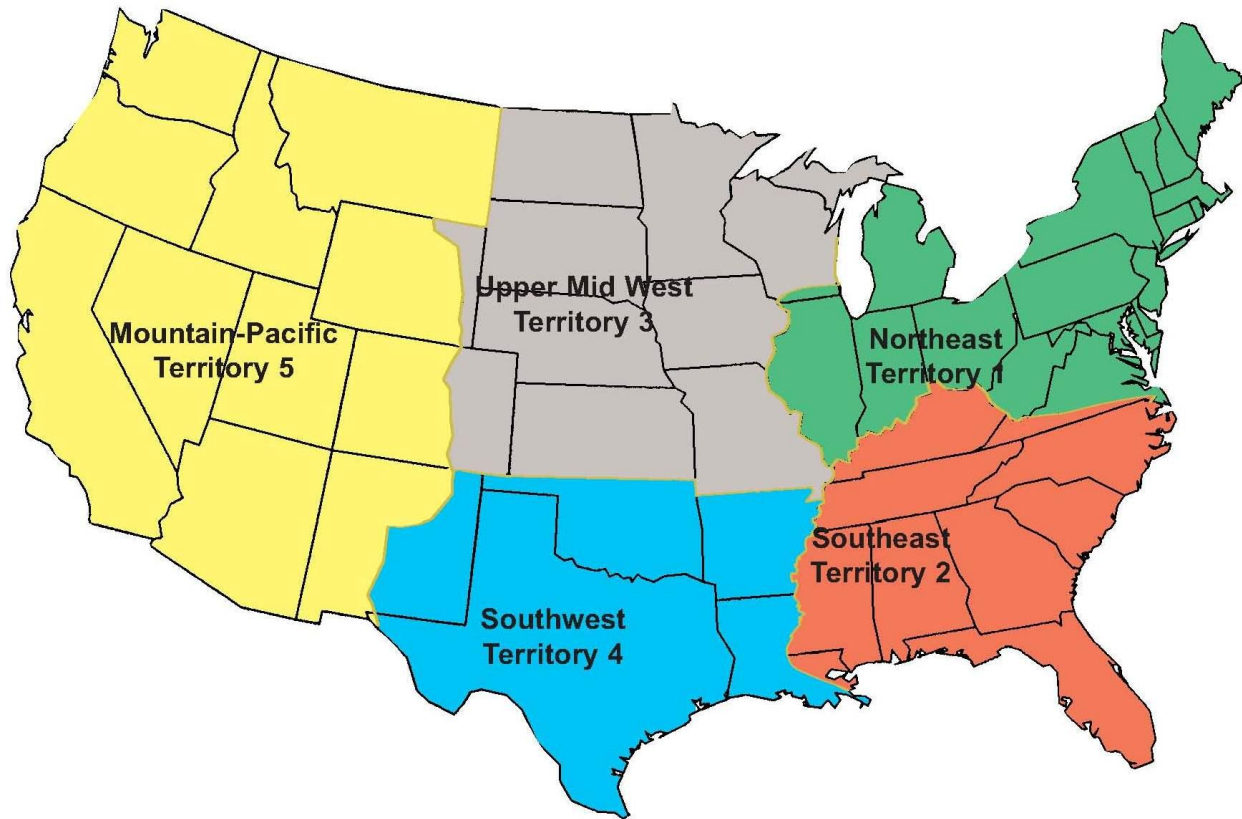 Upper Mid West
Territory 3
Mountain-Pacific
Territory 5
Northeast
Territory 1
Southeast
Territory 2
Southwest
Territory 4